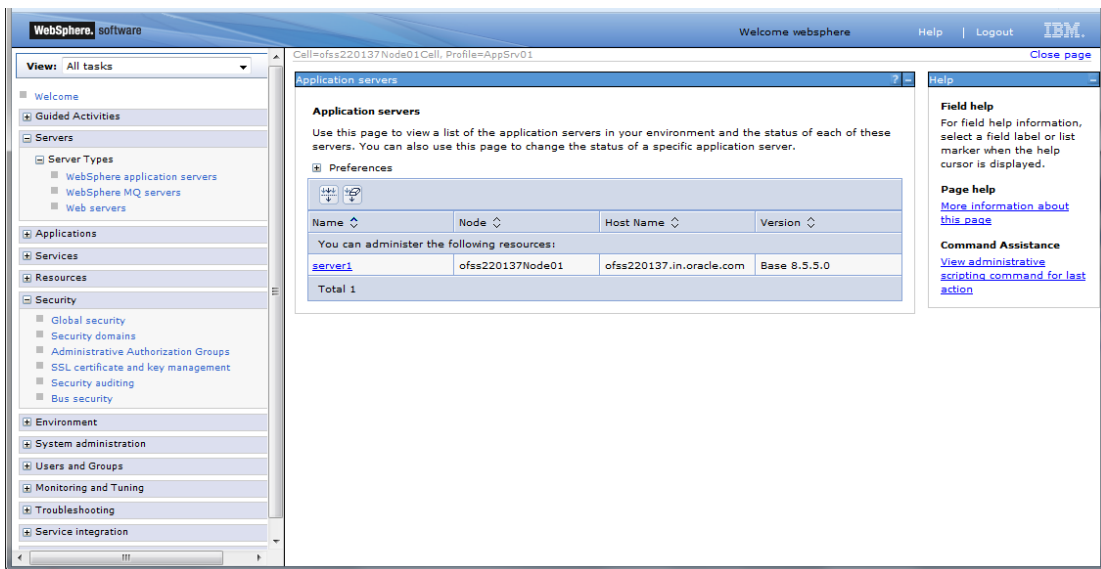 WebSphere. software
Welcome websphere
Help | Logout
IBM.
View: All tasks
Welcome
Guided Activities
Servers
Server Types
WebSphere application servers
WebSphere MQ servers
Web servers
Applications
Services
Resources
Security
Global security
Security domains
Administrative Authorization Groups
SSL certificate and key management
Security auditing
Bus security
Environment
System administration
Users and Groups
Monitoring and Tuning
Troubleshooting
Service integration
Cell=ofss220137Node01Cell, Profile=AppSrv01
Close page
Application servers
? -
Application servers
Use this page to view a list of the application servers in your environment and the status of each of these
servers. You can also use this page to change the status of a specific application server.
Preferences
Name Node Host Name Version
You can administer the following resources:
server1 ofss220137Node01 ofss220137.in.oracle.com Base 8.5.5.0
Total 1
Help
Field help
For field help information,
select a field label or list
marker when the help
cursor is displayed.
Page help
More information about
this page
Command Assistance
View administrative
scripting command for last
action